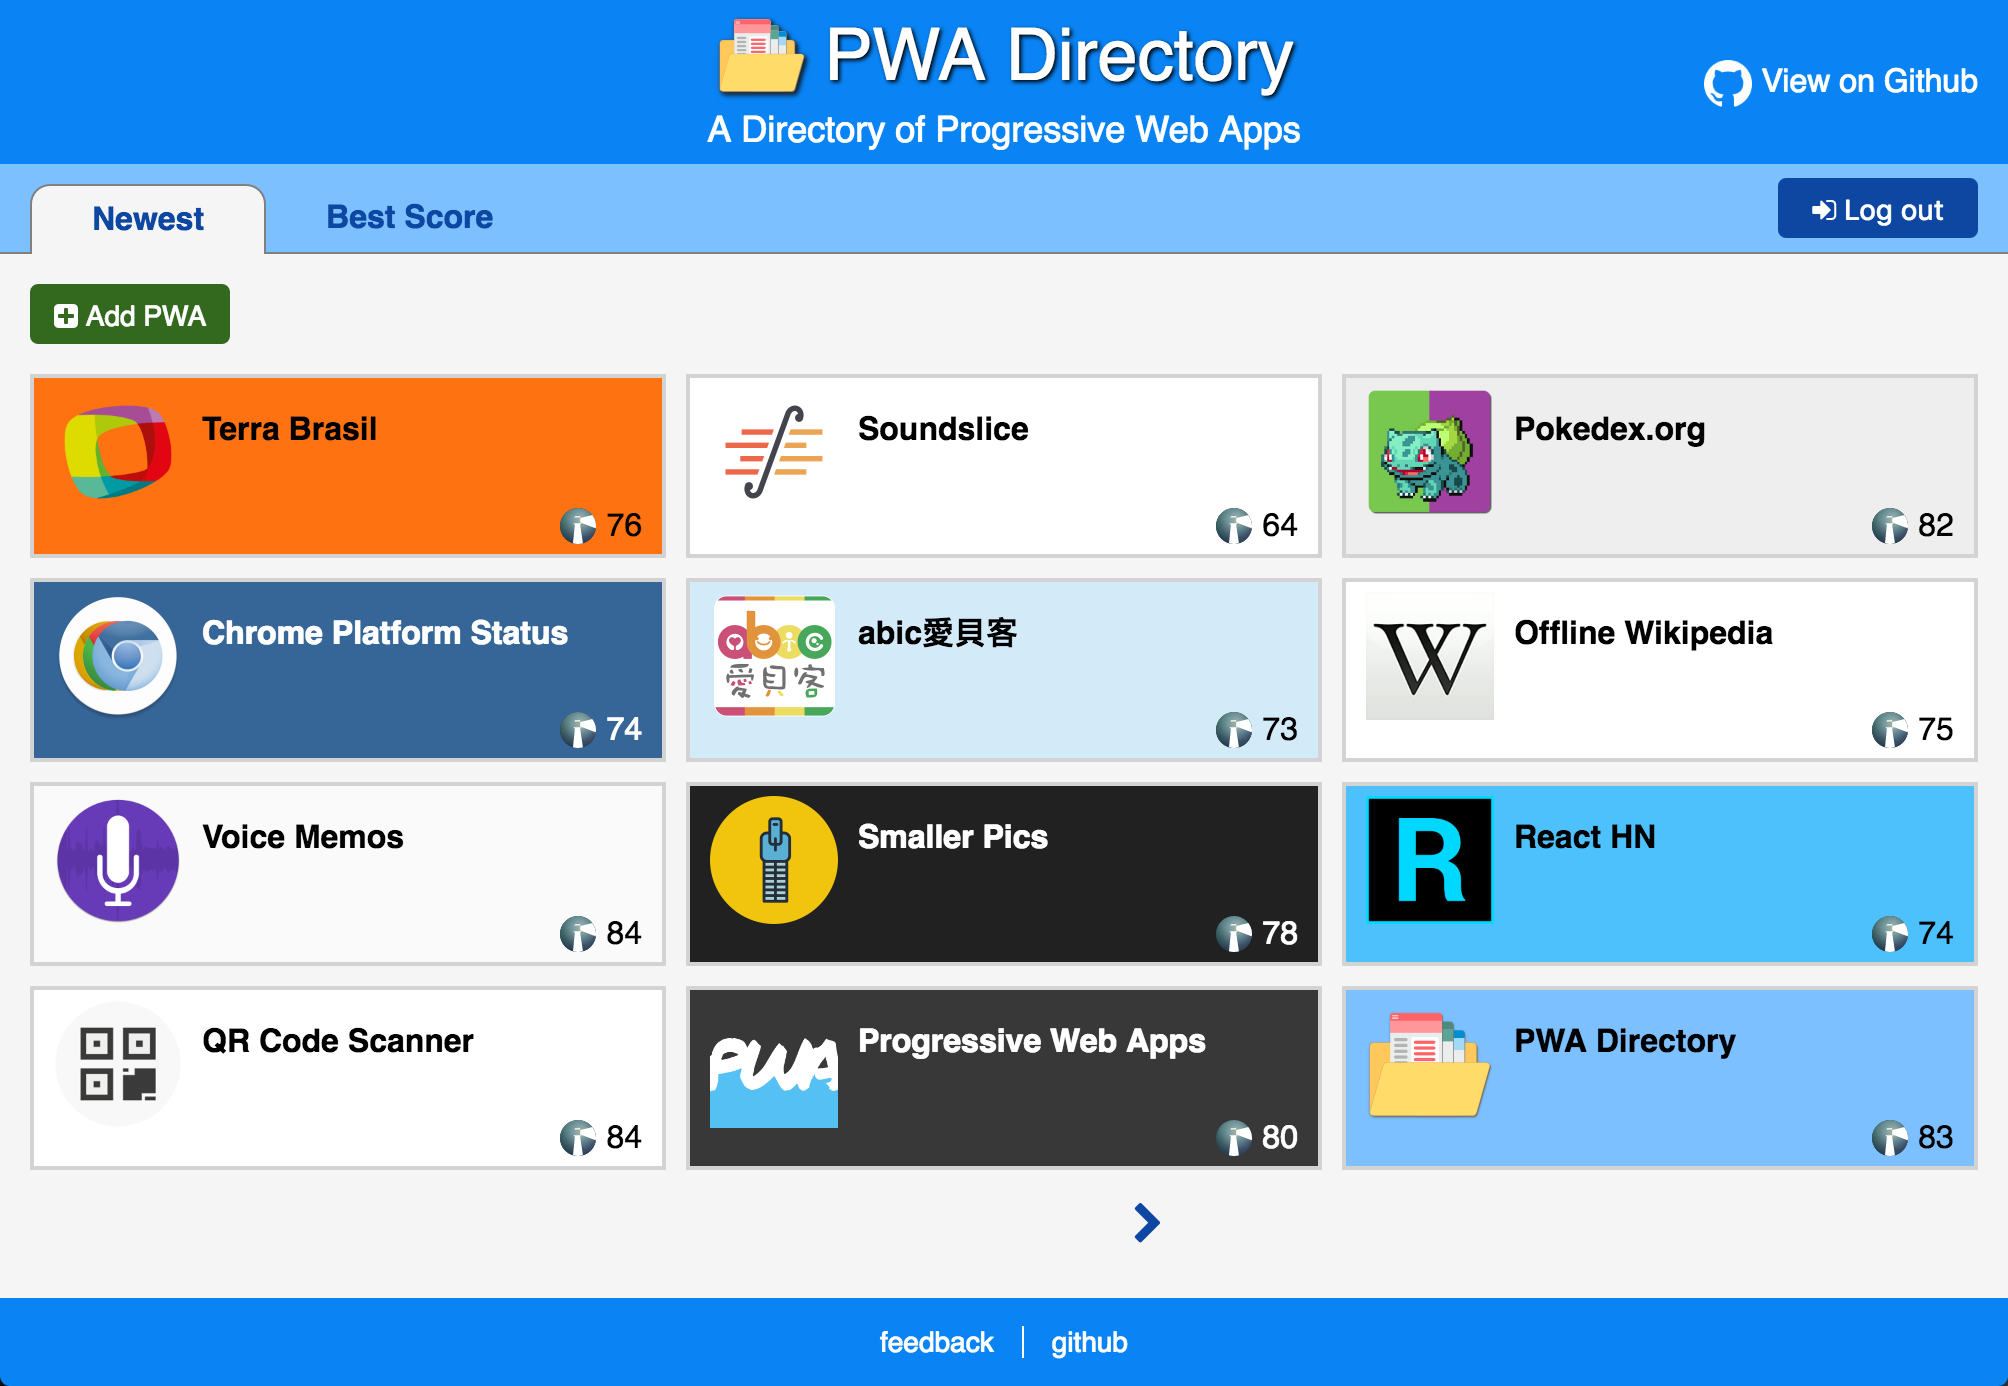 PWA Directory
A Directory of Progressive Web Apps
View on Github
Newest
Best Score
Log out
Add PWA
Terra Brasil
76
Soundslice
64
Pokedex.org
82
Chrome Platform Status
74
abic
愛貝客
abic愛貝客
73
W
Offline Wikipedia
75
Voice Memos
84
Smaller Pics
78
R
React HN
74
QR Code Scanner
84
PWA
Progressive Web Apps
80
PWA Directory
83
feedback
github